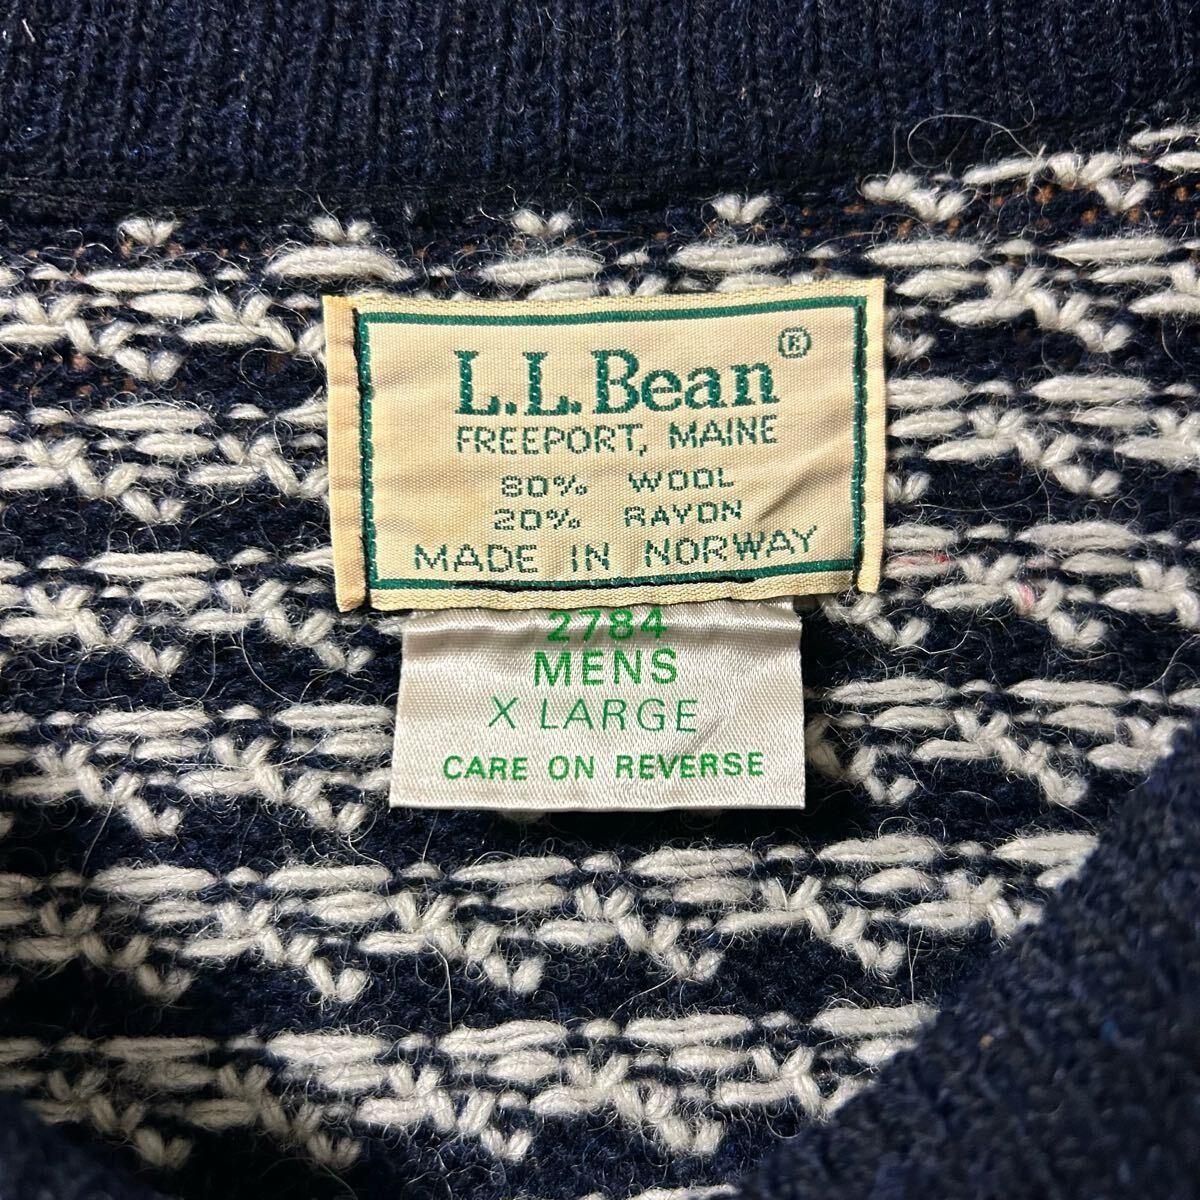 L.L.Bean®
FREEPORT, MAINE
80% WOOL
20% RAYON
MADE IN NORWAY
2784
MENS
X LARGE
CARE ON REVERSE